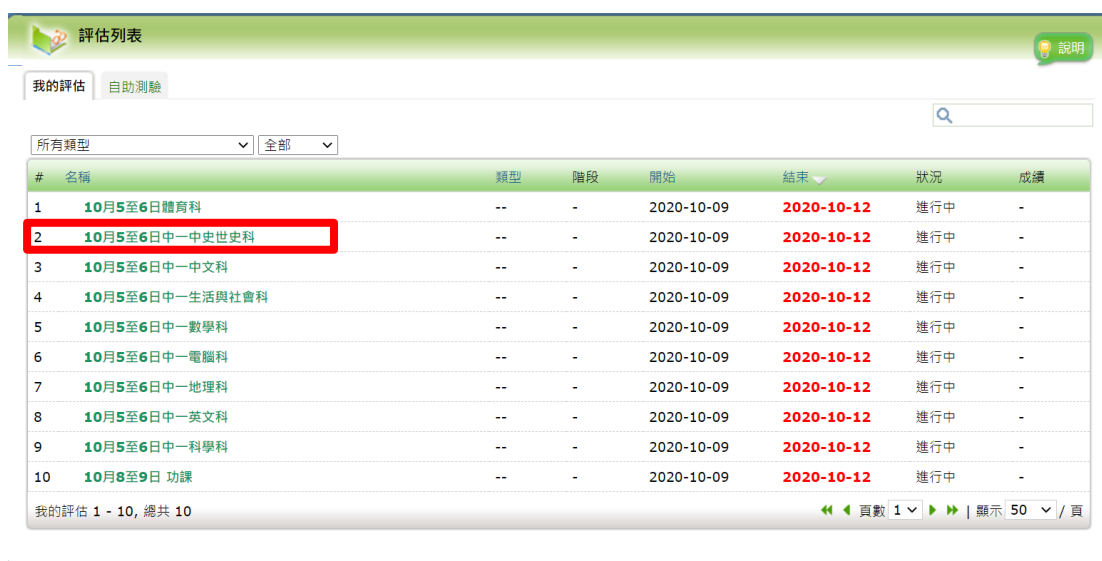 評估列表
說明
我的評估 自助測驗
所有類型 全部
# 名稱 類型 階段 開始 結束 狀況 成績
1 10月5至6日體育科 -- - 2020-10-09 2020-10-12 進行中 -
2 10月5至6日中一中史世史科 -- - 2020-10-09 2020-10-12 進行中 -
3 10月5至6日中一中文科 -- - 2020-10-09 2020-10-12 進行中 -
4 10月5至6日中一生活與社會科 -- - 2020-10-09 2020-10-12 進行中 -
5 10月5至6日中一數學科 -- - 2020-10-09 2020-10-12 進行中 -
6 10月5至6日中一電腦科 -- - 2020-10-09 2020-10-12 進行中 -
7 10月5至6日中一地理科 -- - 2020-10-09 2020-10-12 進行中 -
8 10月5至6日中一英文科 -- - 2020-10-09 2020-10-12 進行中 -
9 10月5至6日中一科學科 -- - 2020-10-09 2020-10-12 進行中 -
10 10月8至9日 功課 -- - 2020-10-09 2020-10-12 進行中 -
我的評估 1 - 10, 總共 10 頁數 1 | 顯示 50 / 頁